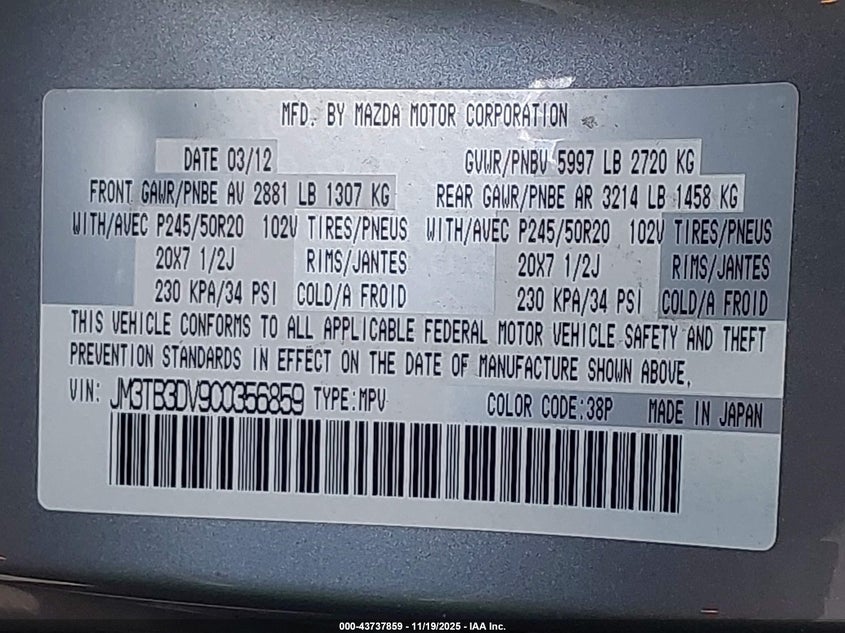 MFD. BY MAZDA MOTOR CORPORATION
DATE 03/12 GVWR/PNBV 5997 LB 2720 KG
FRONT GAWR/PNBE AV 2881 LB 1307 KG REAR GAWR/PNBE AR 3214 LB 1458 KG
WITH/AVEC P245/50R20 102V TIRES/PNEUS WITH/AVEC P245/50R20 102V TIRES/PNEUS
20X7 1/2J RIMS/JANTES 20X7 1/2J RIMS/JANTES
230 KPA/34 PSI COLD/A FROID 230 KPA/34 PSI COLD/A FROID
THIS VEHICLE CONFORMS TO ALL APPLICABLE FEDERAL MOTOR VEHICLE SAFETY AND THEFT
PREVENTION STANDARDS IN EFFECT ON THE DATE OF MANUFACTURE SHOWN ABOVE.
VIN: JM3TB3DV9C0356859 TYPE:MPV COLOR CODE:38P MADE IN JAPAN
000-43737859 - 11/19/2025 - IAA Inc.